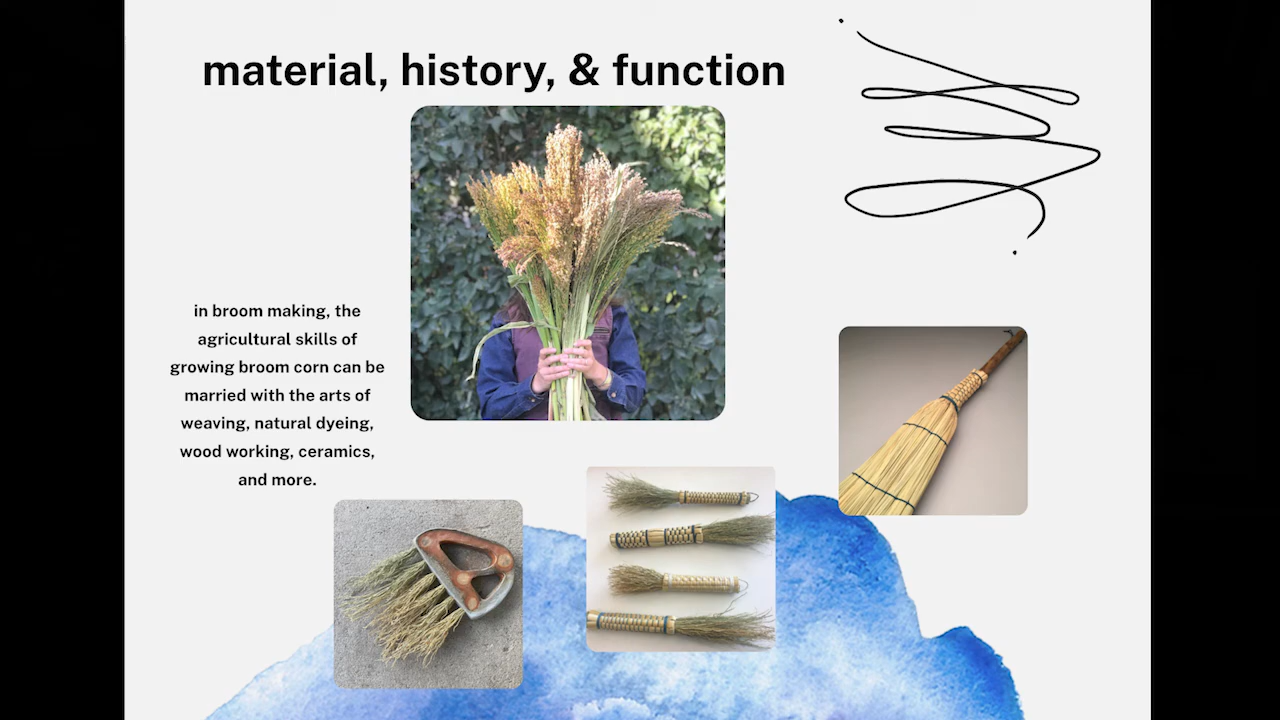 material, history, & function
in broom making, the
agricultural skills of
growing broom corn can be
married with the arts of
weaving, natural dyeing,
wood working, ceramics,
and more.